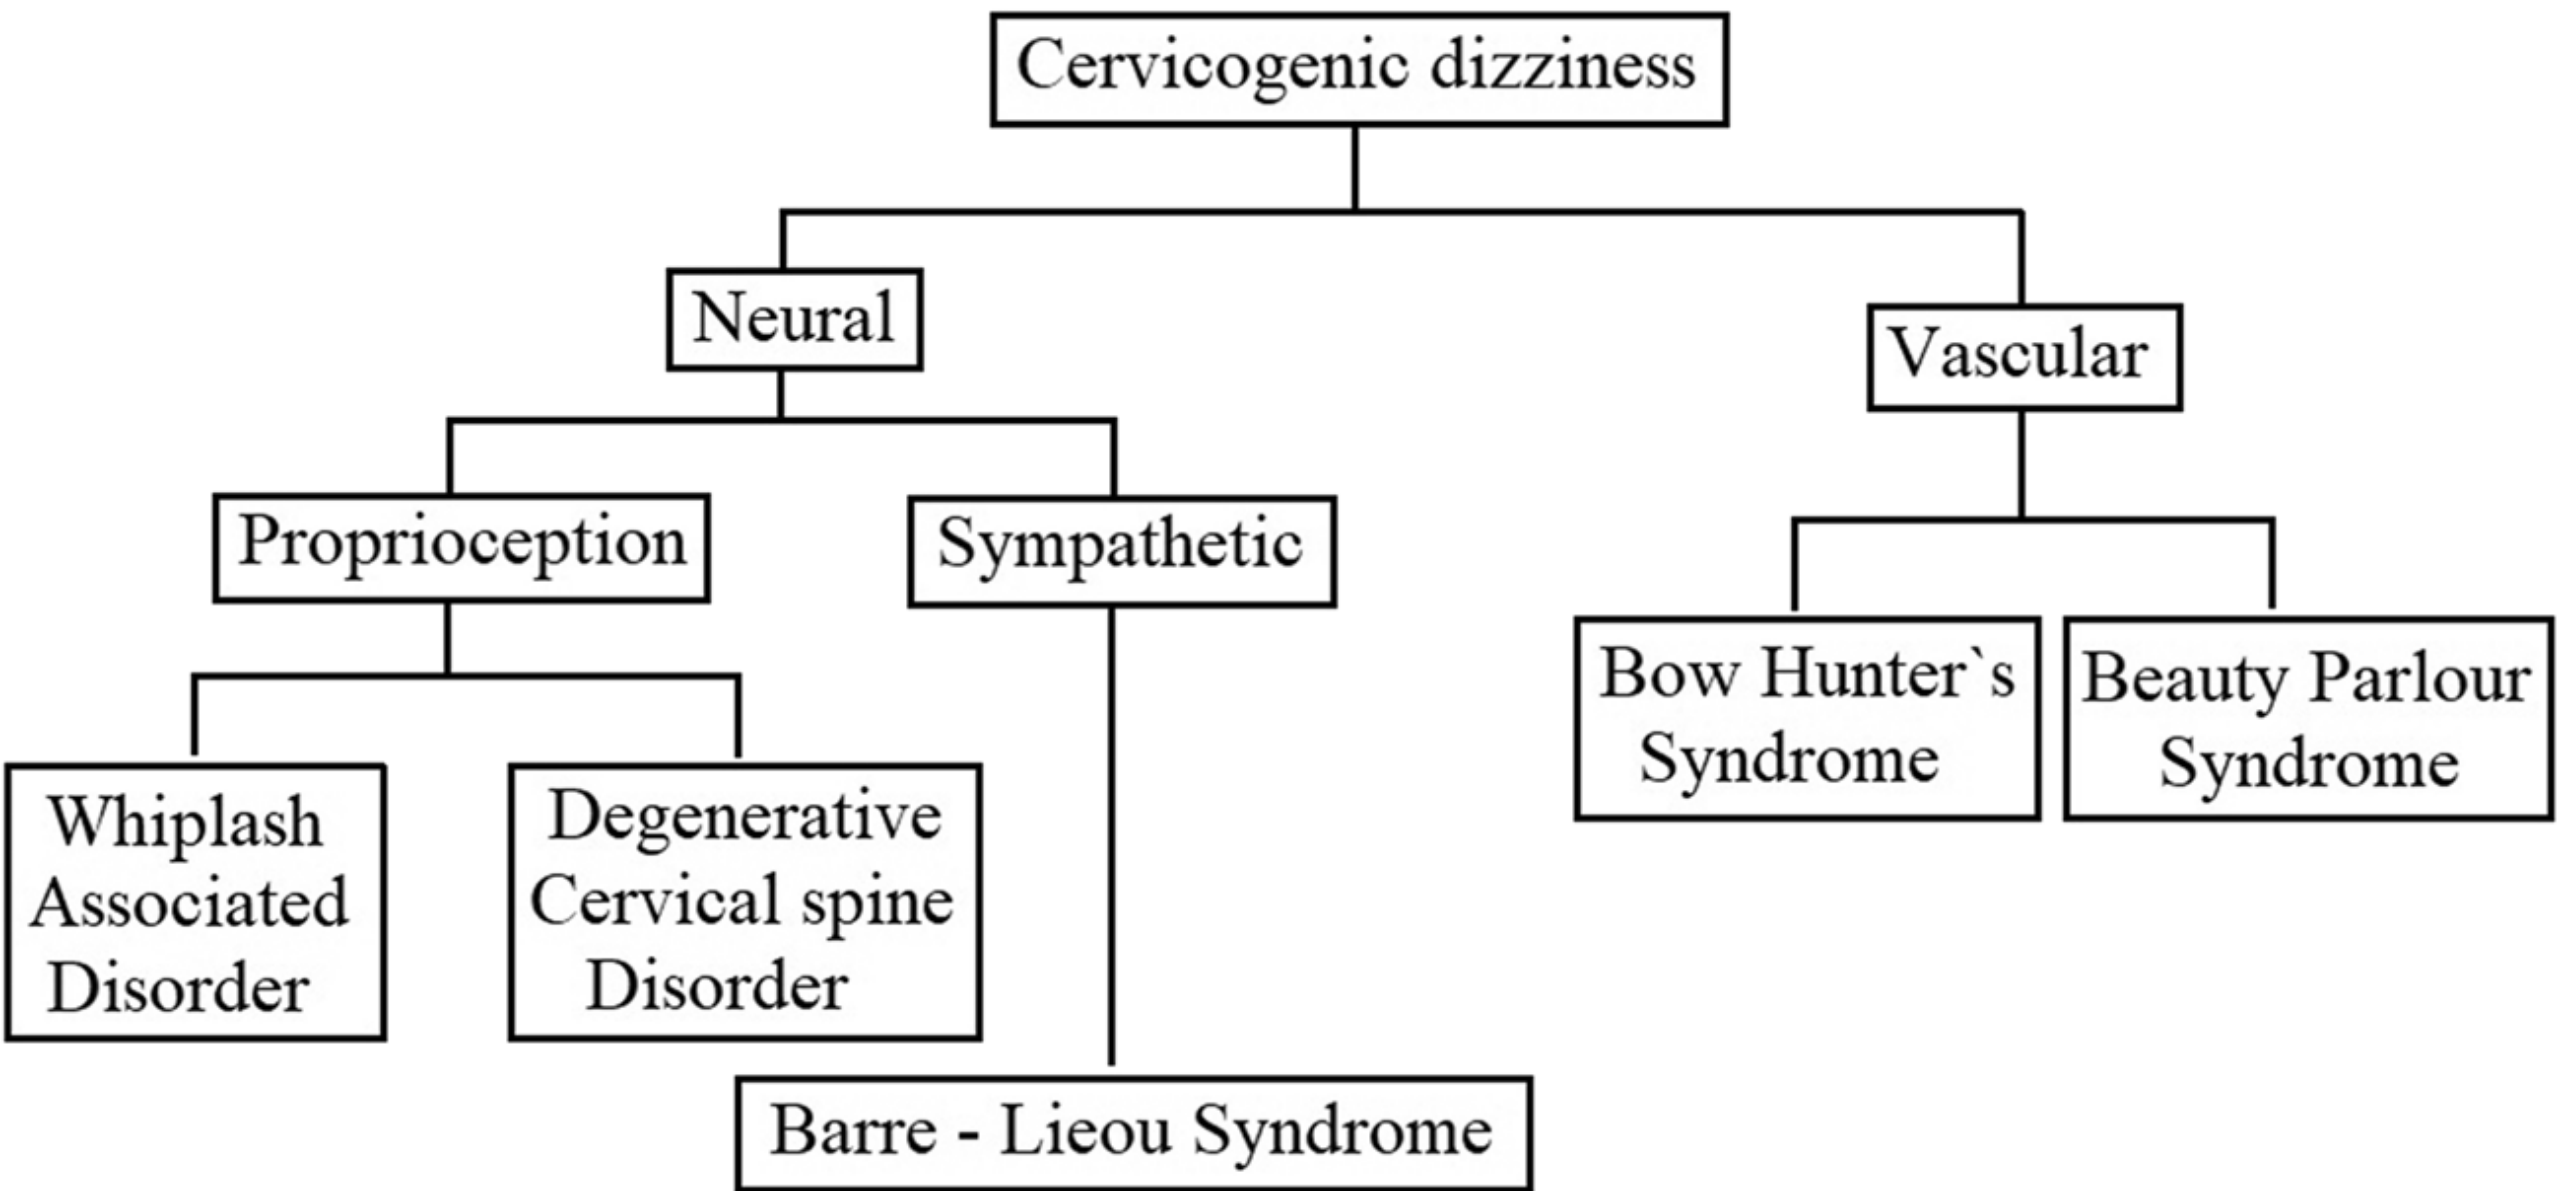 Cervicogenic dizziness
Neural
Vascular
Proprioception
Sympathetic
Bow Hunter`s
Syndrome
Beauty Parlour
Syndrome
Whiplash
Associated
Disorder
Degenerative
Cervical spine
Disorder
Barre - Lieou Syndrome